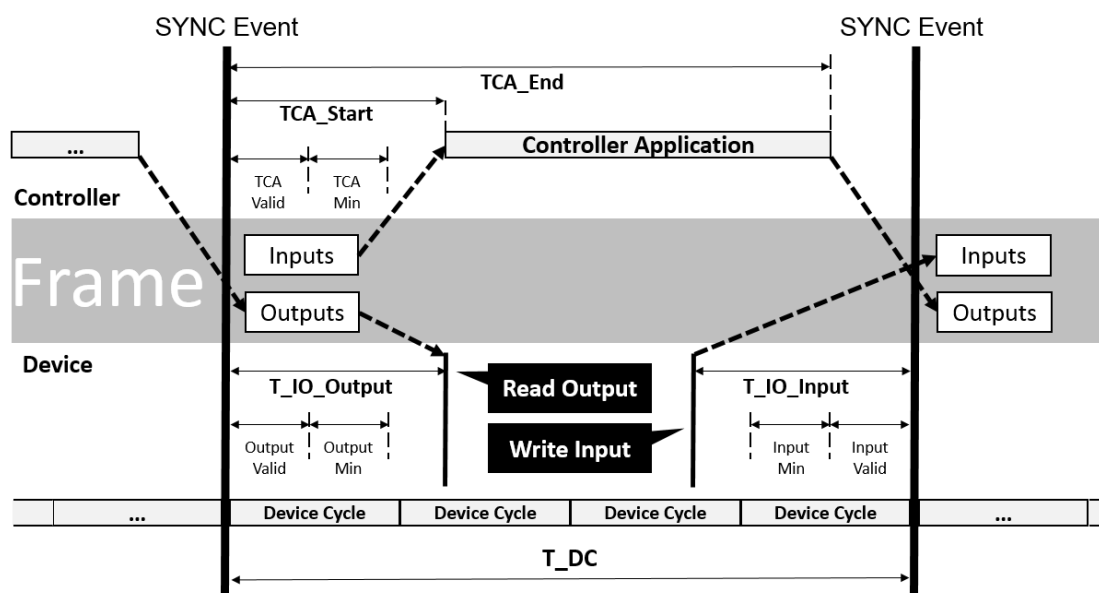 SYNC Event
SYNC Event
TCA_End
TCA_Start
...
Controller Application
TCA
Valid
TCA
Min
Controller
Frame
Inputs
Inputs
Outputs
Outputs
Device
T_IO_Output
Read Output
T_IO_Input
Output
Valid
Output
Min
Write Input
Input
Min
Input
Valid
...
Device Cycle
Device Cycle
Device Cycle
Device Cycle
...
T_DC